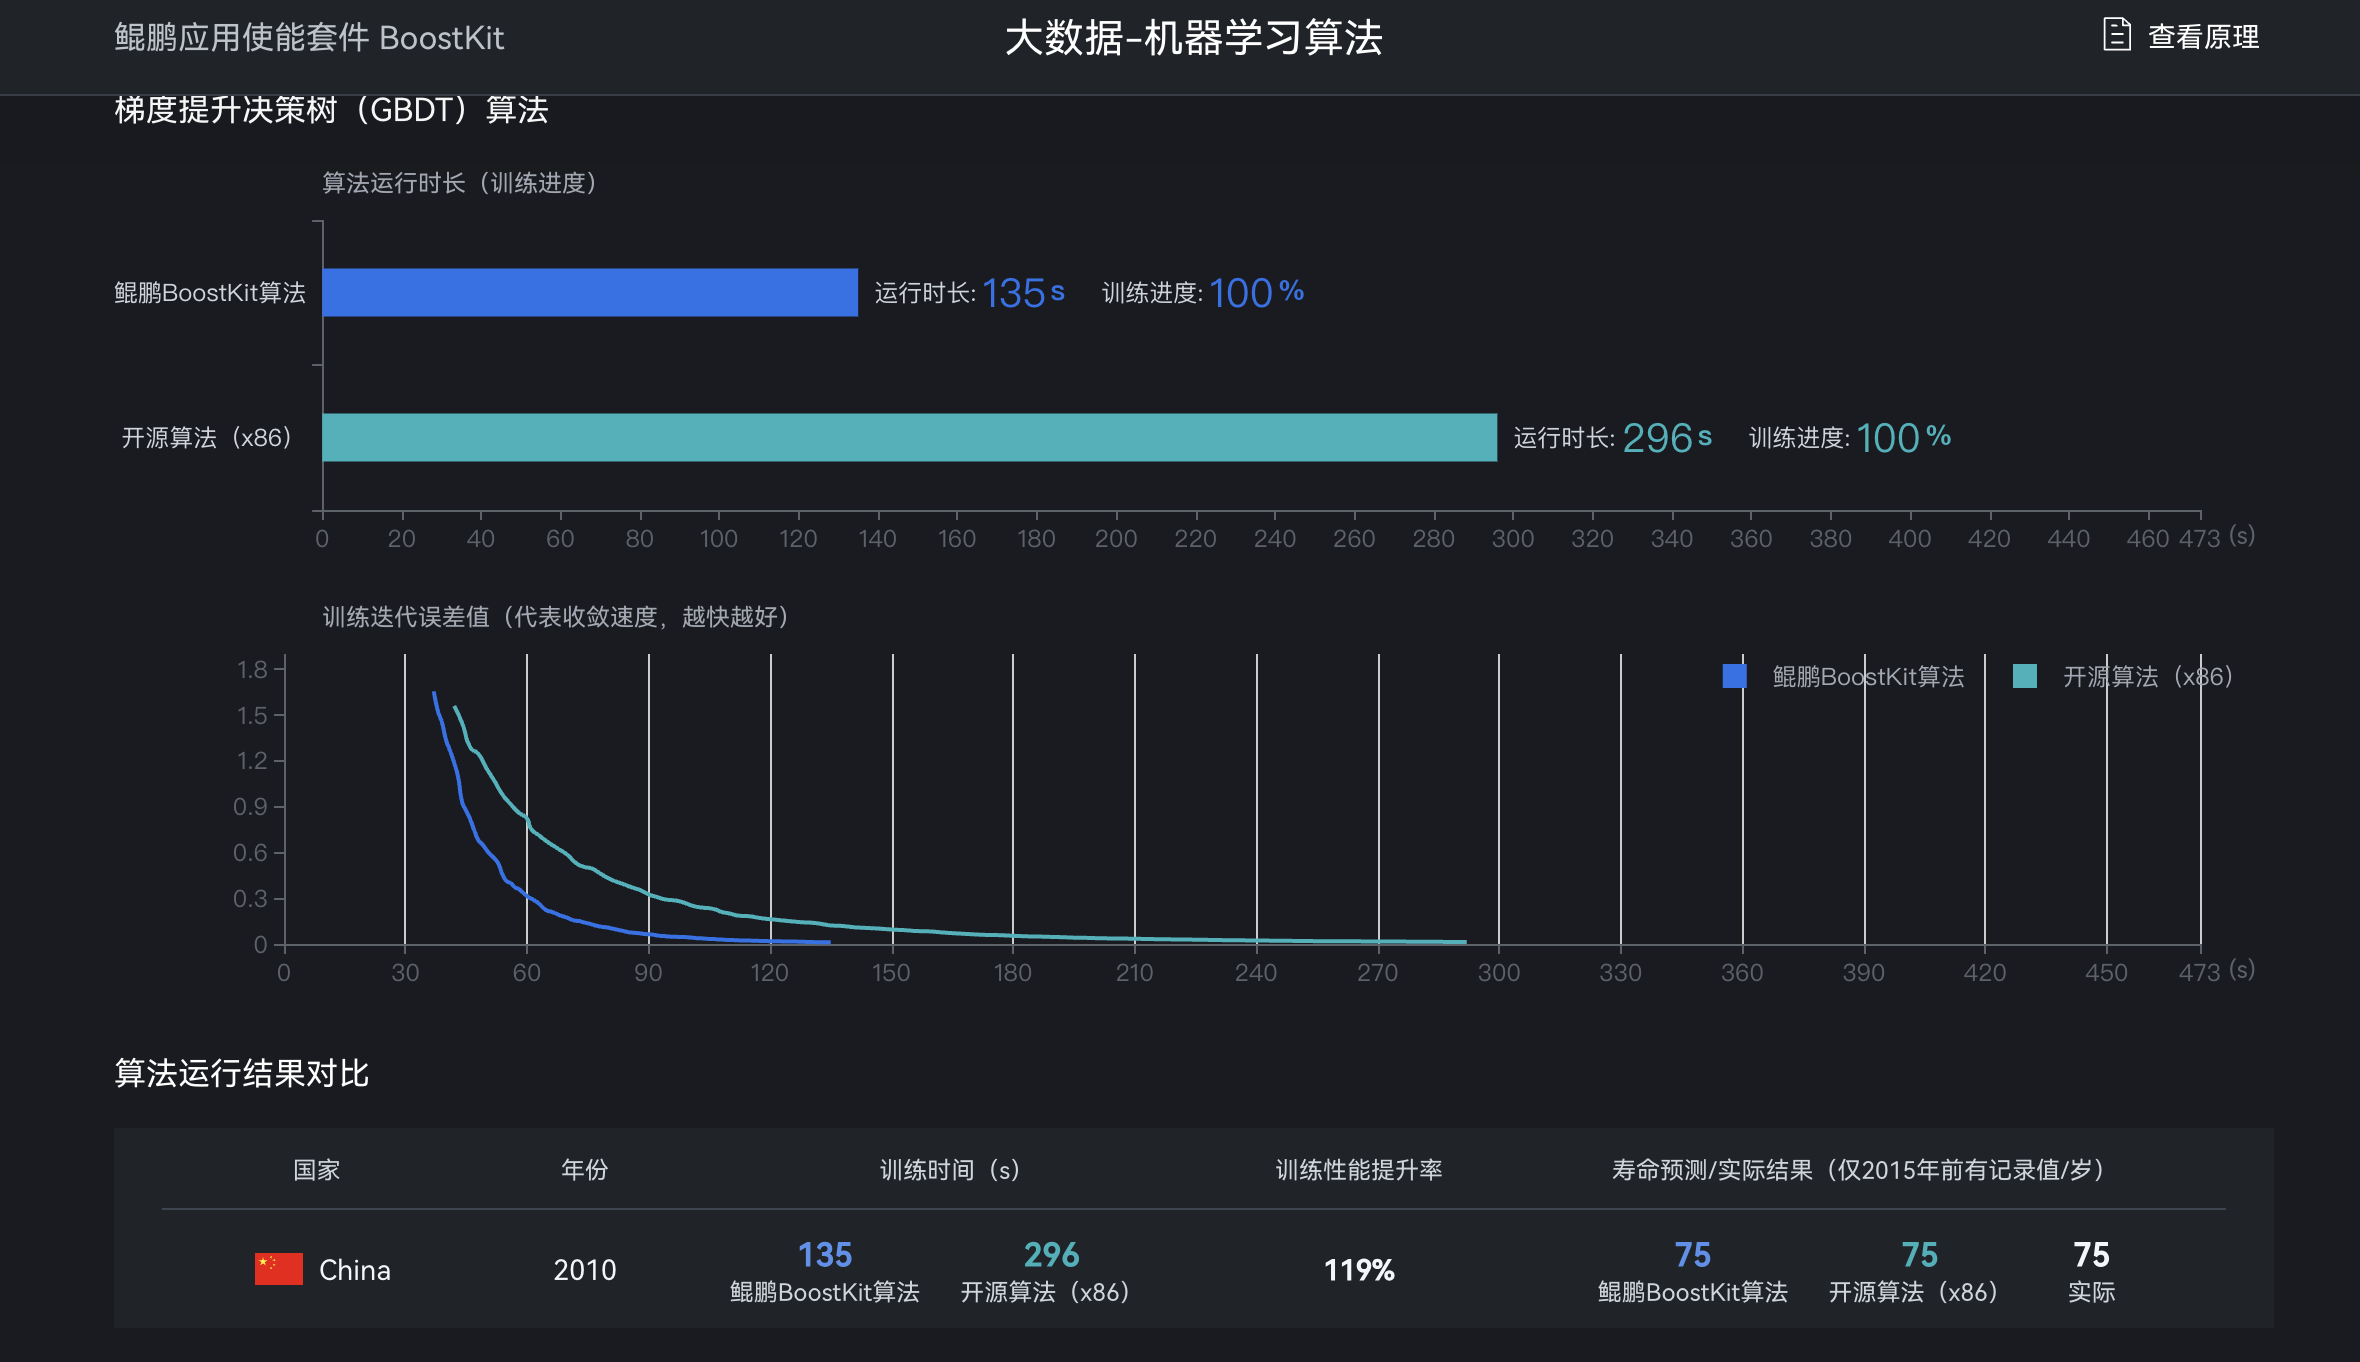 鲲鹏应用使能套件 BoostKit
大数据-机器学习算法
查看原理
梯度提升决策树（GBDT）算法
算法运行时长（训练进度）
鲲鹏BoostKit算法
运行时长: 135 s 训练进度: 100 %
开源算法（x86）
运行时长: 296 s 训练进度: 100 %
0 20 40 60 80 100 120 140 160 180 200 220 240 260 280 300 320 340 360 380 400 420 440 460 473 (s)
训练迭代误差值（代表收敛速度，越快越好）
鲲鹏BoostKit算法 开源算法（x86）
1.8
1.5
1.2
0.9
0.6
0.3
0
0 30 60 90 120 150 180 210 240 270 300 330 360 390 420 450 473 (s)
算法运行结果对比
国家 年份 训练时间（s） 训练性能提升率 寿命预测/实际结果（仅2015年前有记录值/岁）
China 2010 135 296 119% 75 75 75
鲲鹏BoostKit算法 开源算法（x86） 鲲鹏BoostKit算法 开源算法（x86） 实际